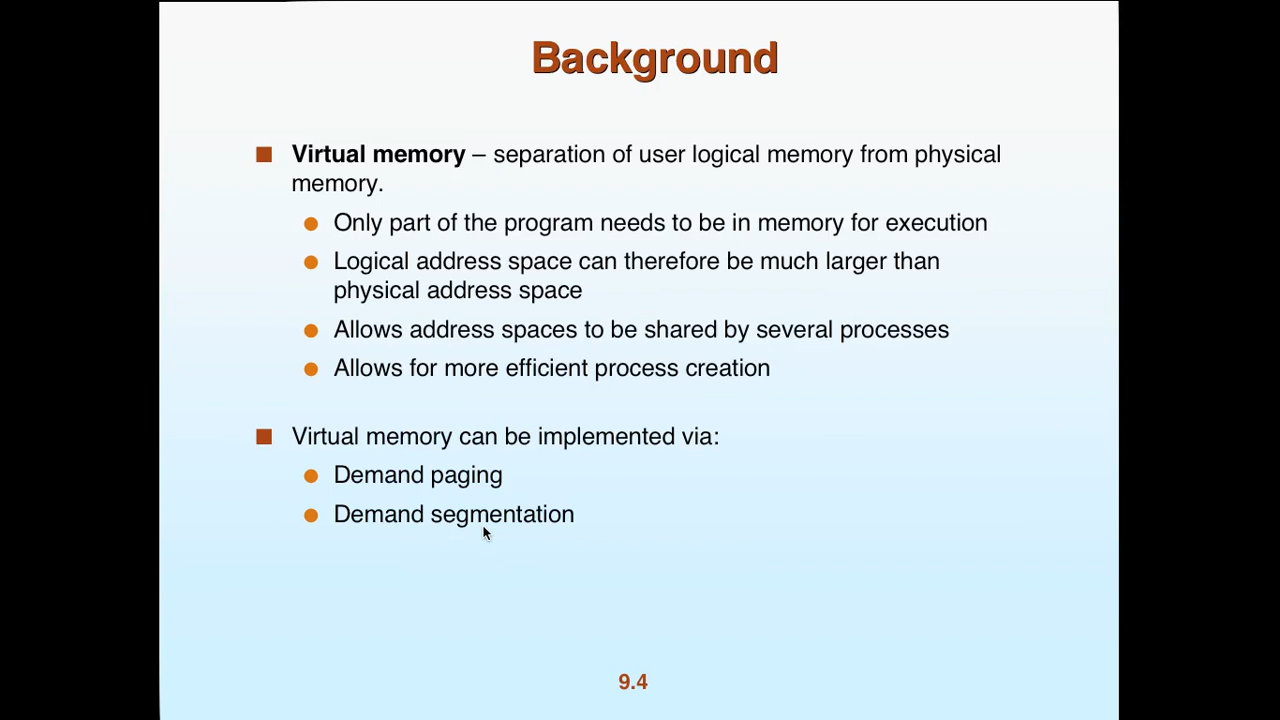 Background
Virtual memory – separation of user logical memory from physical
memory.
Only part of the program needs to be in memory for execution
Logical address space can therefore be much larger than
physical address space
Allows address spaces to be shared by several processes
Allows for more efficient process creation
Virtual memory can be implemented via:
Demand paging
Demand segmentation
9.4